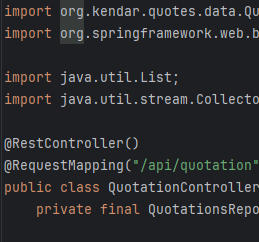 import org.kendar.quotes.data.Qu
import org.springframework.web.b
import java.util.List;
import java.util.stream.Collecto
@RestController()
@RequestMapping("/api/quotation"
public class QuotationController
private final QuotationsRepo